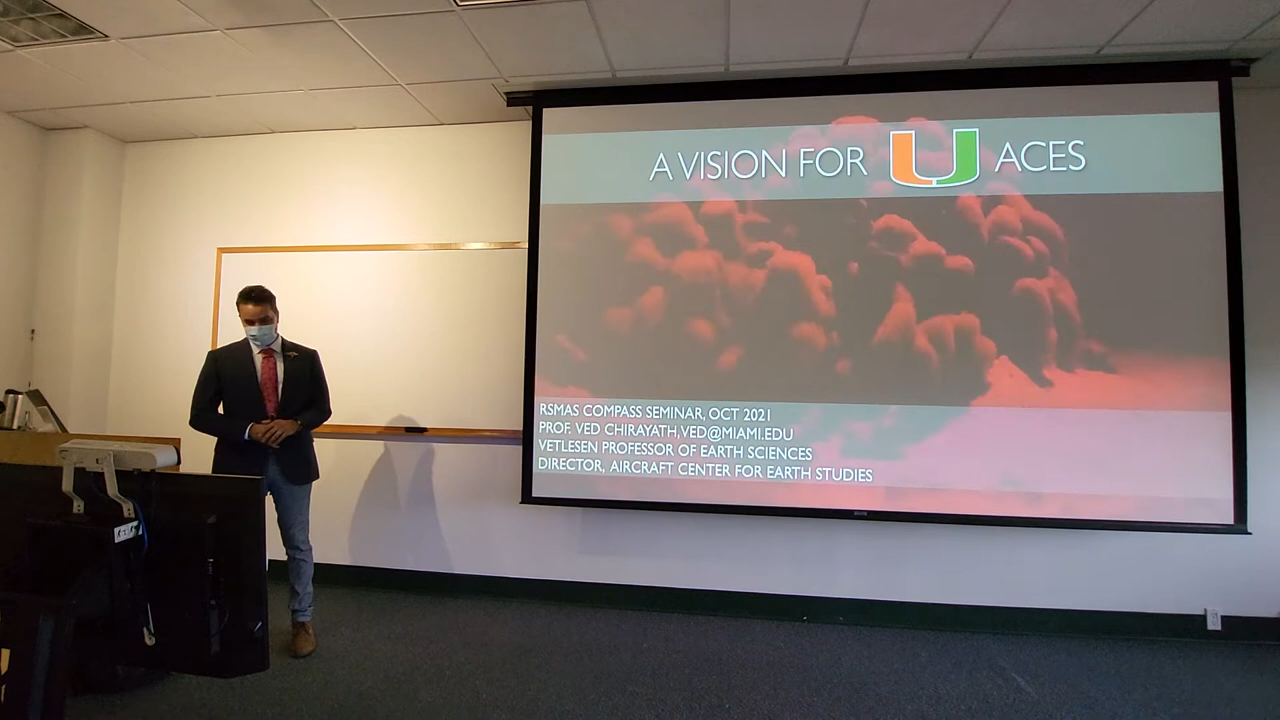 A VISION FOR U ACES
RSMAS COMPASS SEMINAR, OCT 2021
PROF. VED CHIRAYATH, VED@MIAMI.EDU
VETLESEN PROFESSOR OF EARTH SCIENCES
DIRECTOR, AIRCRAFT CENTER FOR EARTH STUDIES